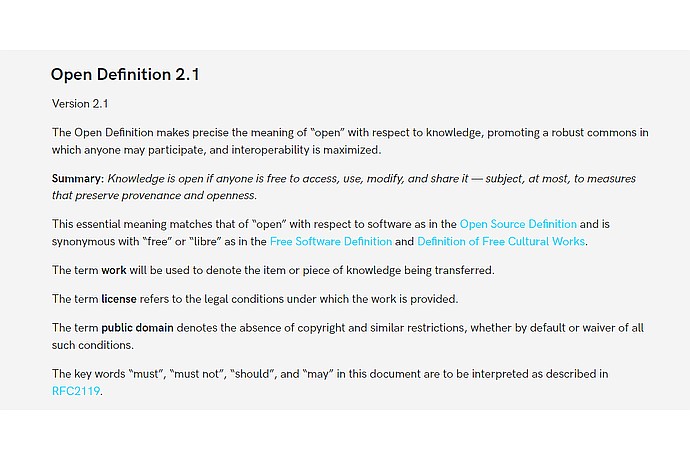 Open Definition 2.1
Version 2.1
The Open Definition makes precise the meaning of “open” with respect to knowledge, promoting a robust commons in
which anyone may participate, and interoperability is maximized.
Summary: Knowledge is open if anyone is free to access, use, modify, and share it — subject, at most, to measures
that preserve provenance and openness.
This essential meaning matches that of “open” with respect to software as in the Open Source Definition and is
synonymous with “free” or “libre” as in the Free Software Definition and Definition of Free Cultural Works.
The term work will be used to denote the item or piece of knowledge being transferred.
The term license refers to the legal conditions under which the work is provided.
The term public domain denotes the absence of copyright and similar restrictions, whether by default or waiver of all
such conditions.
The key words “must”, “must not”, “should”, and “may” in this document are to be interpreted as described in
RFC2119.